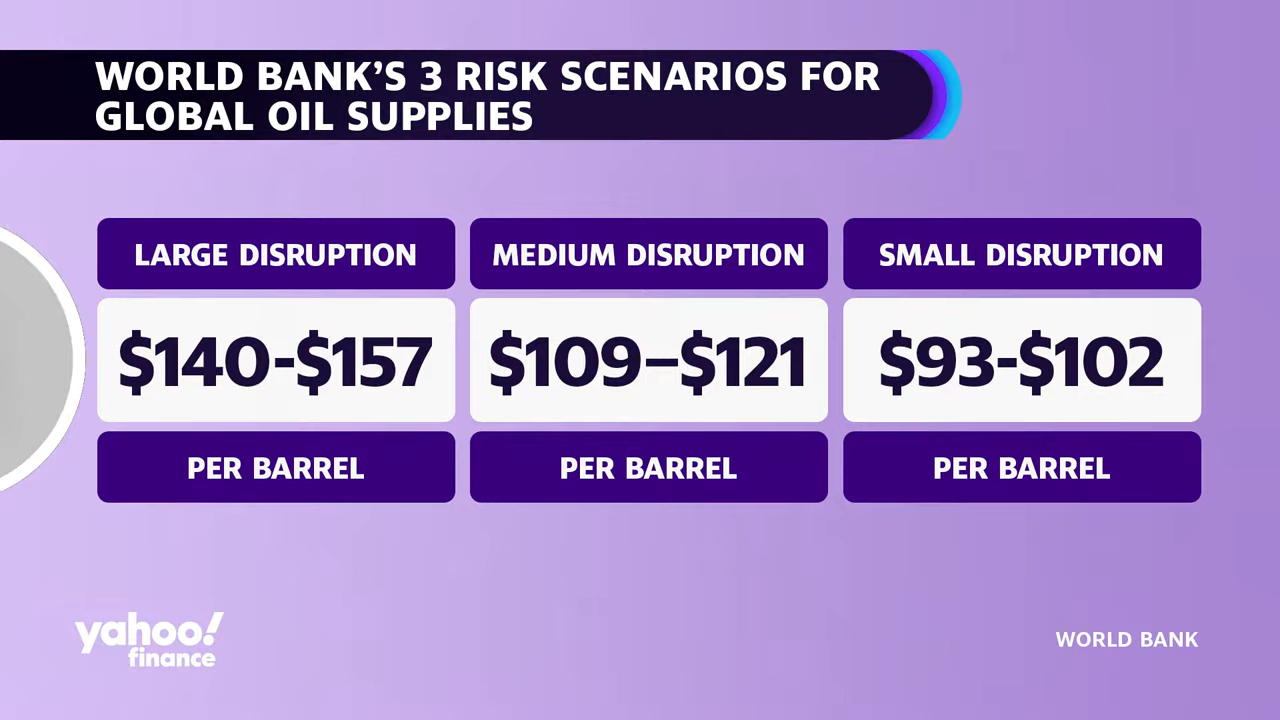 WORLD BANK’S 3 RISK SCENARIOS FOR
GLOBAL OIL SUPPLIES
LARGE DISRUPTION
$140-$157
PER BARREL
MEDIUM DISRUPTION
$109–$121
PER BARREL
SMALL DISRUPTION
$93-$102
PER BARREL
yahoo!
finance
WORLD BANK